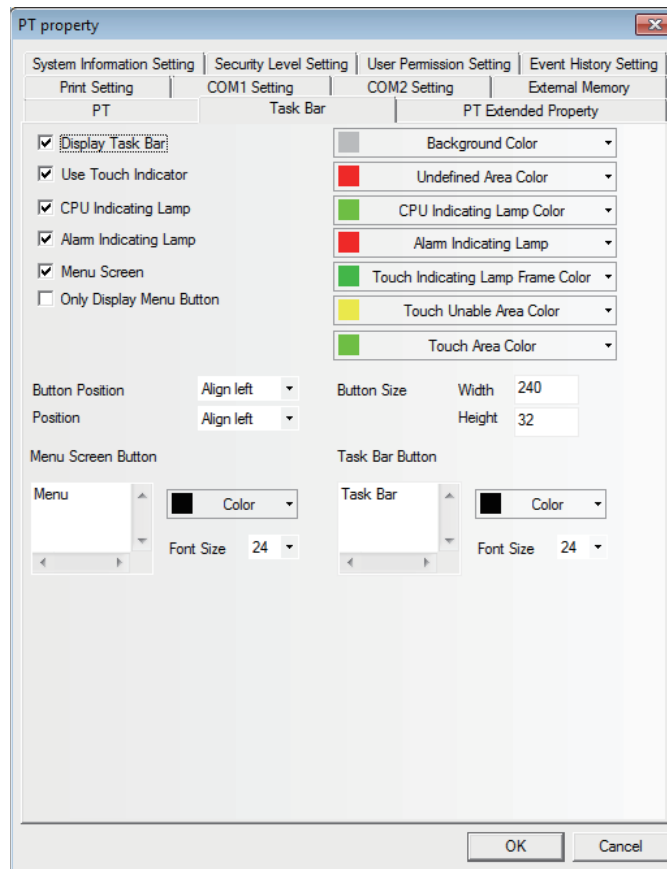 PT property
System Information Setting Security Level Setting User Permission Setting Event History Setting
Print Setting COM1 Setting COM2 Setting External Memory
PT Task Bar PT Extended Property
Display Task Bar Background Color
Use Touch Indicator Undefined Area Color
CPU Indicating Lamp CPU Indicating Lamp Color
Alarm Indicating Lamp Alarm Indicating Lamp
Menu Screen Touch Indicating Lamp Frame Color
Only Display Menu Button Touch Unable Area Color
Touch Area Color
Button Position Align left Button Size Width 240
Position Align left Height 32
Menu Screen Button Task Bar Button
Menu Color Task Bar Color
Font Size 24 Font Size 24
OK Cancel